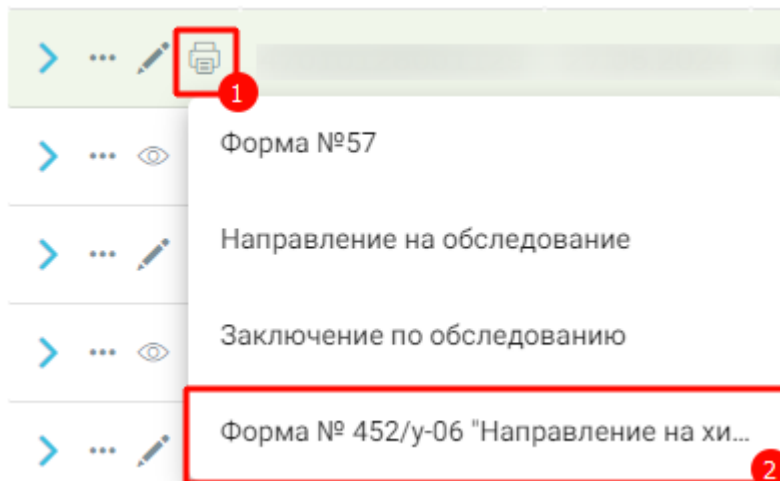 1
Форма №57
Направление на обследование
Заключение по обследованию
Форма № 452/у-06 "Направление на хи...
2